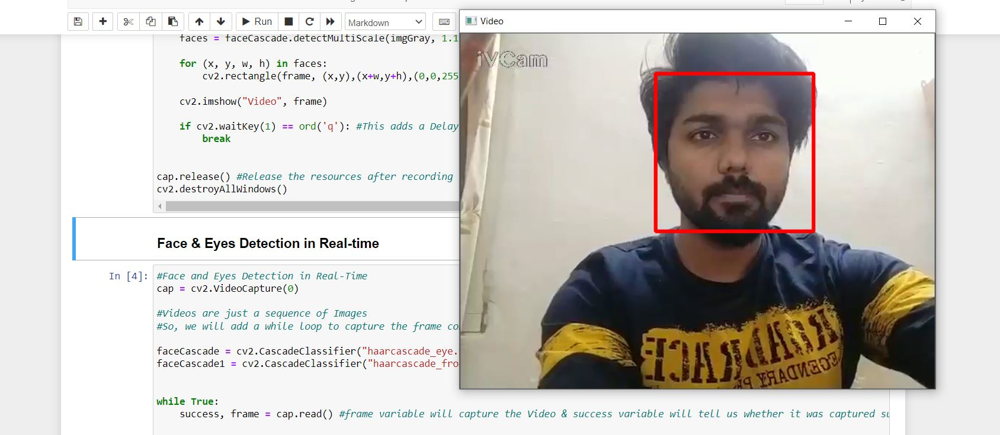 Run
Markdown
Video
faces = faceCascade.detectMultiScale(imgGray, 1.1
for (x, y, w, h) in faces:
cv2.rectangle(frame, (x,y),(x+w,y+h),(0,0,255
cv2.imshow("Video", frame)
if cv2.waitKey(1) == ord('q'): #This adds a Delay
break
cap.release() #Release the resources after recording
cv2.destroyAllWindows()
iVCam
Face & Eyes Detection in Real-time
In [4]:
#Face and Eyes Detection in Real-Time
cap = cv2.VideoCapture(0)
#Videos are just a sequence of Images
#So, we will add a while loop to capture the frame co
faceCascade = cv2.CascadeClassifier("haarcascade_eye.
faceCascade1 = cv2.CascadeClassifier("haarcascade_fro
while True:
success, frame = cap.read() #frame variable will capture the Video & success variable will tell us whether it was captured su